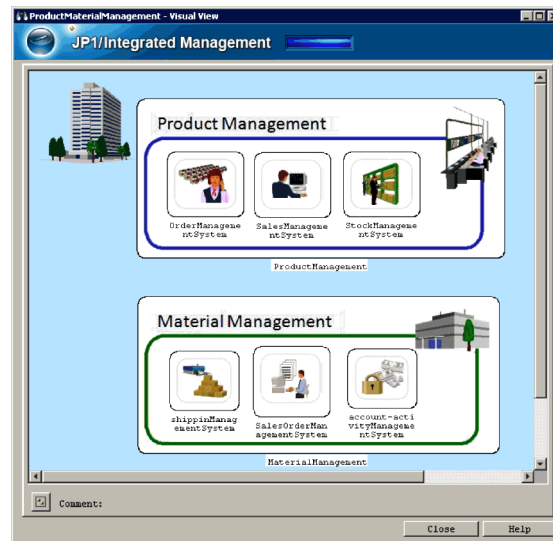 ProductMaterialManagement - Visual View
JP1/Integrated Management
Product Management
OrderManageme
ntSystem
SalesManageme
ntSystem
StockManageme
ntSystem
ProductManagement
Material Management
shippinManag
ementSystem
SalesOrderMan
agementSystem
account-acti
vityManageme
ntSystem
MaterialManagement
Comment:
Close
Help